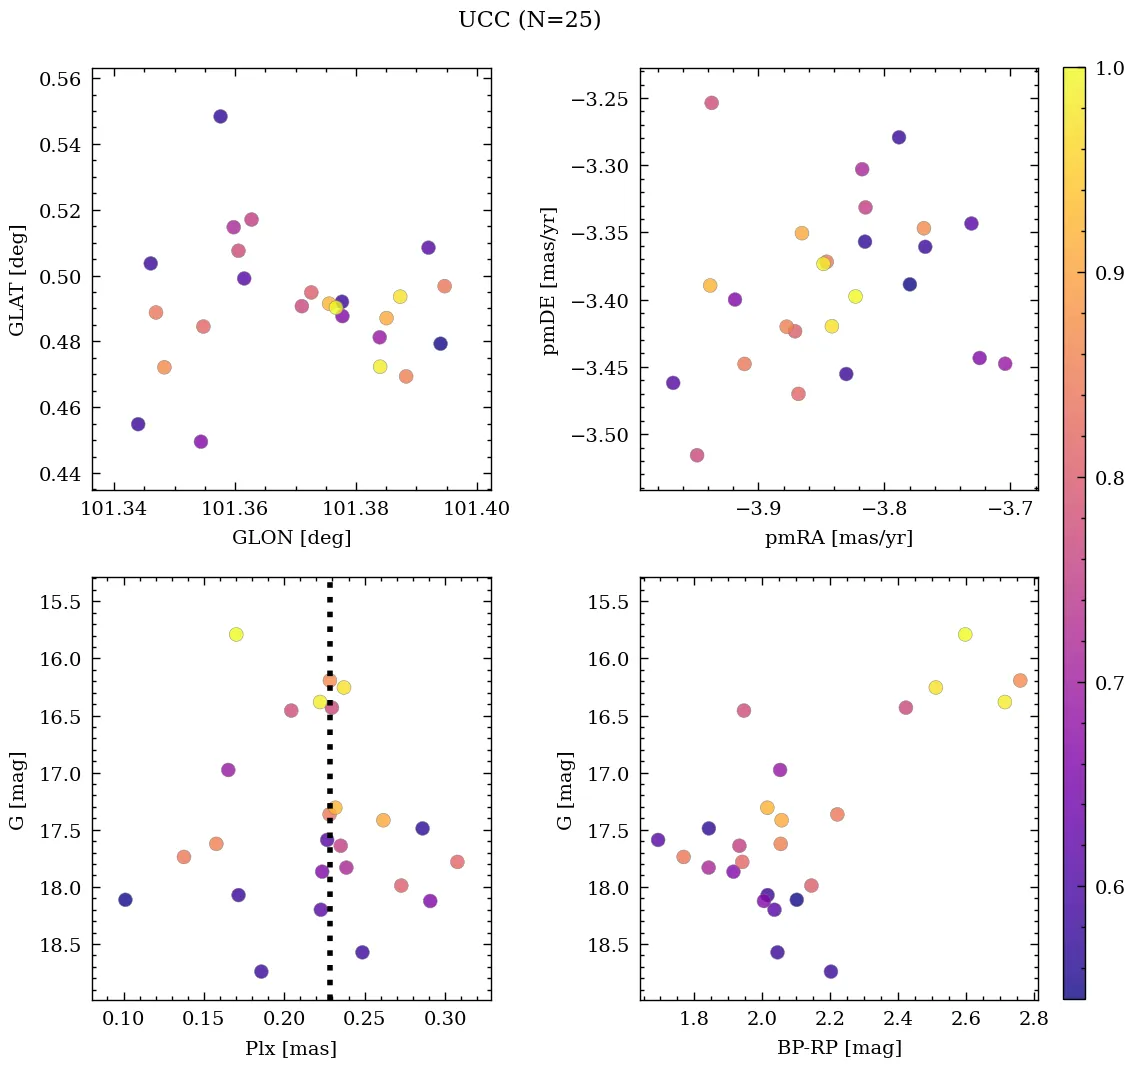 UCC (N=25)
0.56
0.54
0.52
0.50
0.48
0.46
0.44
GLAT [deg]
101.34 101.36 101.38 101.40
GLON [deg]
−3.25
−3.30
−3.35
−3.40
−3.45
−3.50
pmDE [mas/yr]
−3.9 −3.8 −3.7
pmRA [mas/yr]
1.0
0.9
0.8
0.7
0.6
15.5
16.0
16.5
17.0
17.5
18.0
18.5
G [mag]
0.10 0.15 0.20 0.25 0.30
Plx [mas]
15.5
16.0
16.5
17.0
17.5
18.0
18.5
G [mag]
1.8 2.0 2.2 2.4 2.6 2.8
BP-RP [mag]